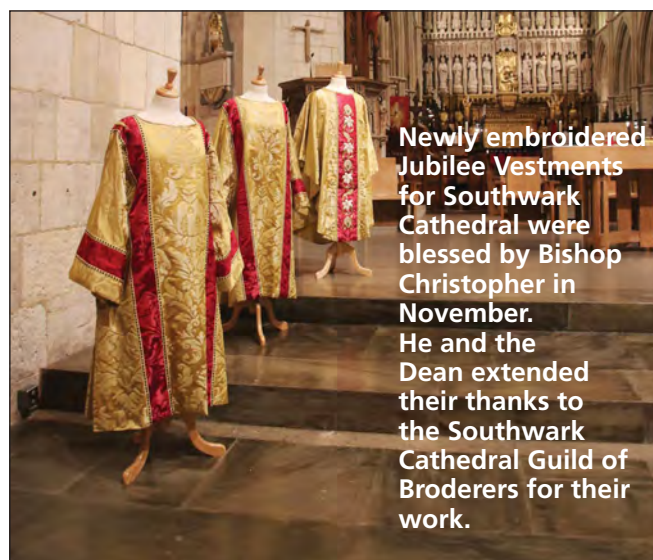 Newly embroidered
Jubilee Vestments
for Southwark
Cathedral were
blessed by Bishop
Christopher in
November.
He and the
Dean extended
their thanks to
the Southwark
Cathedral Guild of
Broderers for their
work.